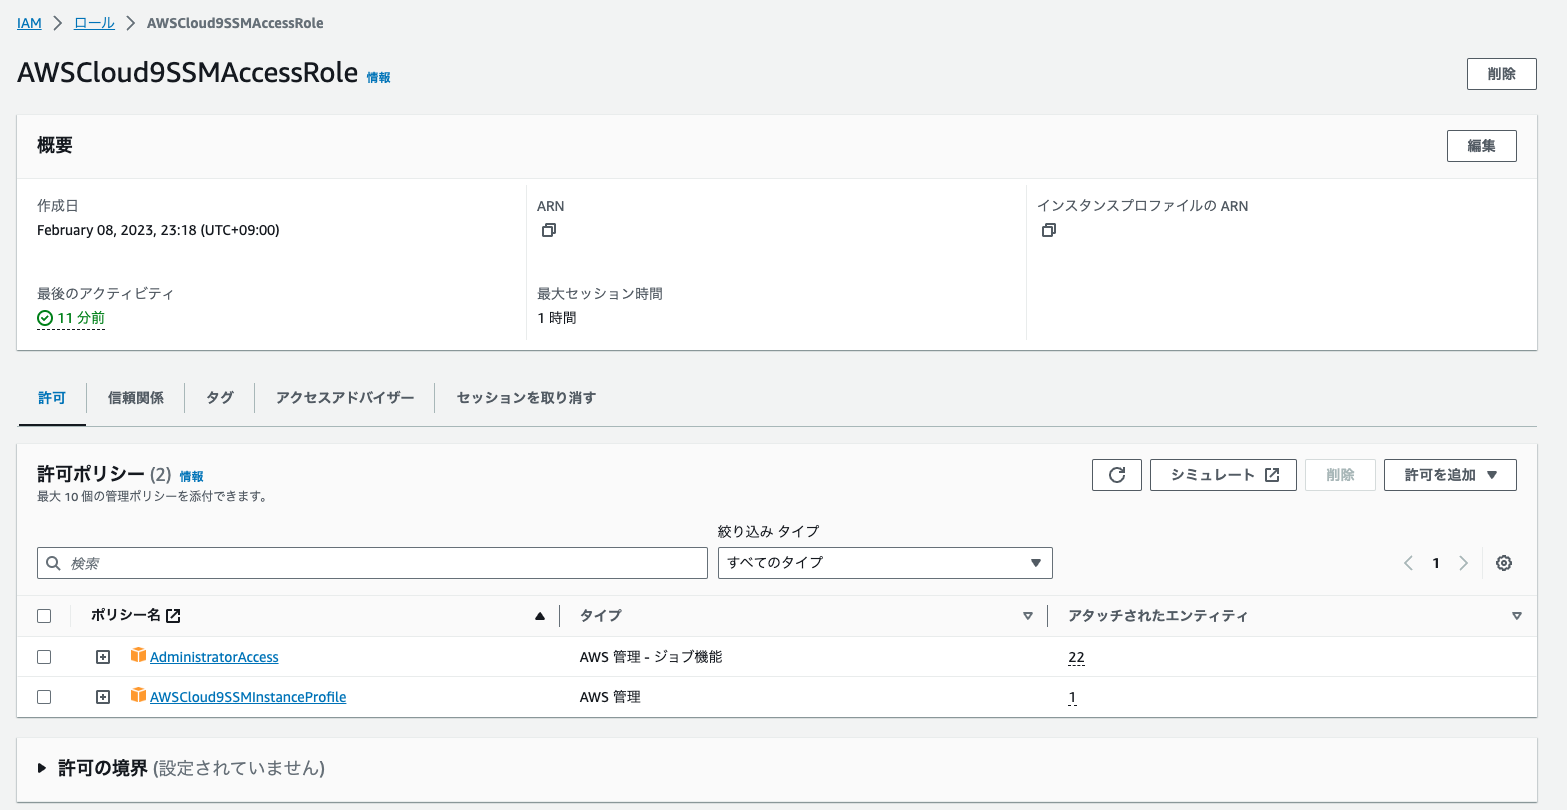 IAM > ロール > AWSCloud9SSMAccessRole
AWSCloud9SSMAccessRole 情報
削除
概要
編集
作成日
February 08, 2023, 23:18 (UTC+09:00)
ARN
インスタンスプロファイルの ARN
最後のアクティビティ
11 分前
最大セッション時間
1 時間
許可 信頼関係 タグ アクセスアドバイザー セッションを取り消す
許可ポリシー (2) 情報
最大 10 個の管理ポリシーを添付できます。
シミュレート 削除 許可を追加
絞り込み タイプ
検索 すべてのタイプ 1
ポリシー名 タイプ アタッチされたエンティティ
AdministratorAccess AWS 管理 - ジョブ機能 22
AWSCloud9SSMInstanceProfile AWS 管理 1
許可の境界 (設定されていません)